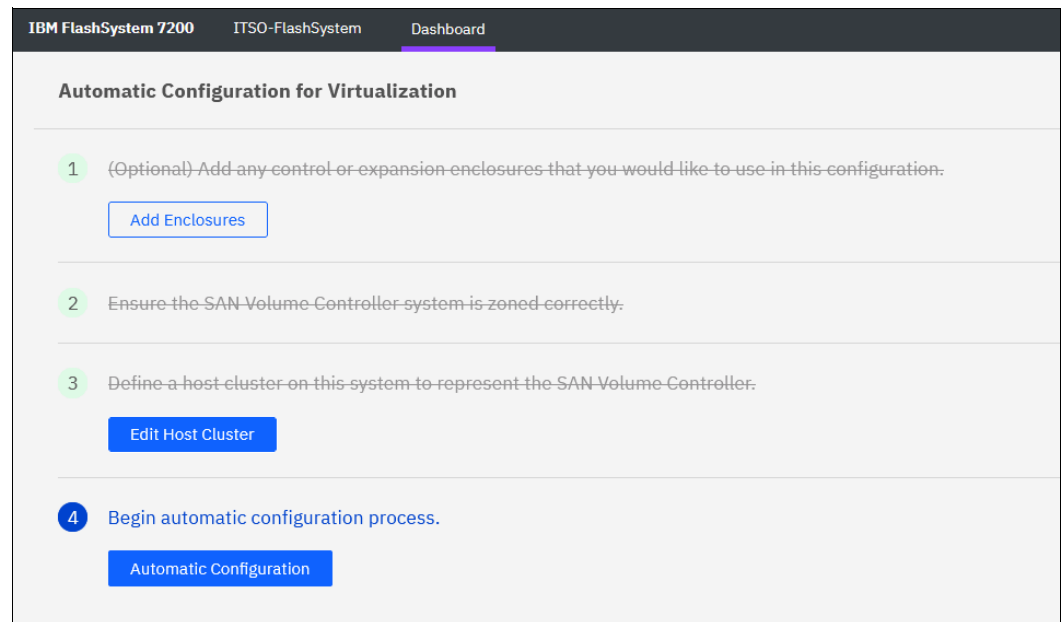 IBM FlashSystem 7200 ITSO-FlashSystem Dashboard
Automatic Configuration for Virtualization
1 (Optional) Add any control or expansion enclosures that you would like to use in this configuration.
Add Enclosures
2 Ensure the SAN Volume Controller system is zoned correctly.
3 Define a host cluster on this system to represent the SAN Volume Controller.
Edit Host Cluster
4 Begin automatic configuration process.
Automatic Configuration